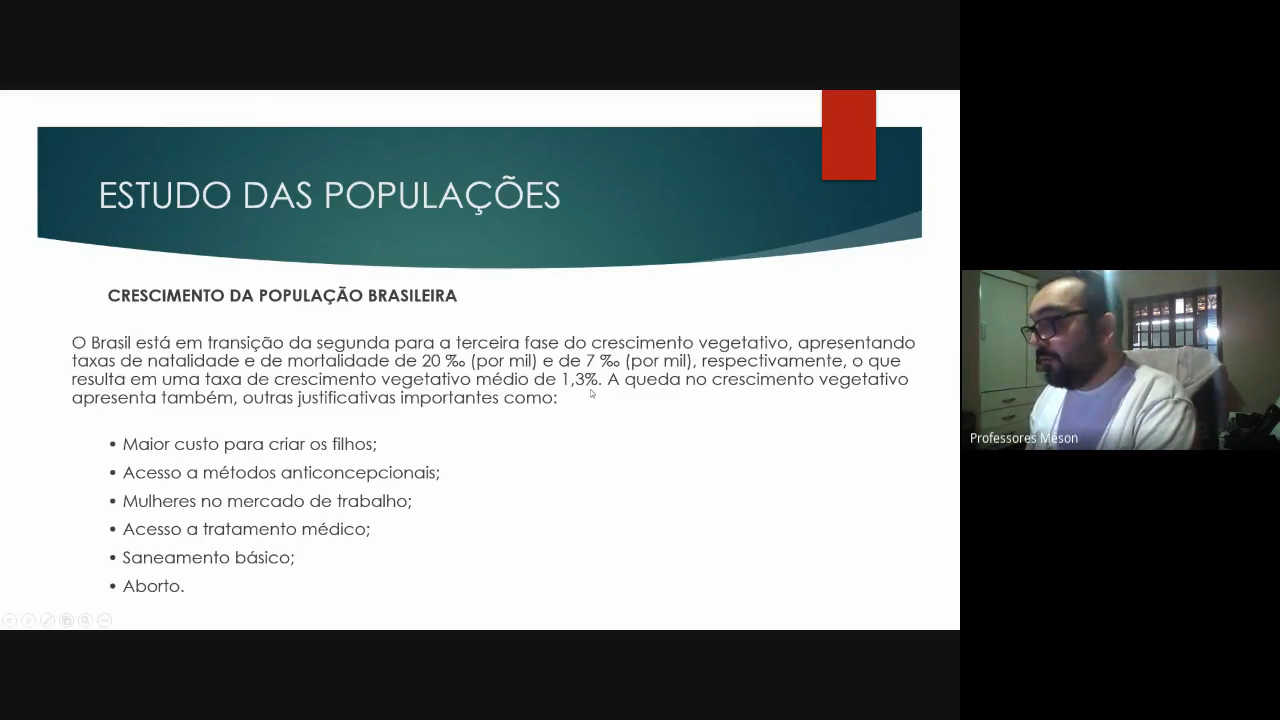 ESTUDO DAS POPULAÇÕES
CRESCIMENTO DA POPULAÇÃO BRASILEIRA
O Brasil está em transição da segunda para a terceira fase do crescimento vegetativo, apresentando
taxas de natalidade e de mortalidade de 20 ‰ (por mil) e de 7 ‰ (por mil), respectivamente, o que
resulta em uma taxa de crescimento vegetativo médio de 1,3%. A queda no crescimento vegetativo
apresenta também, outras justificativas importantes como:
• Maior custo para criar os filhos;
• Acesso a métodos anticoncepcionais;
• Mulheres no mercado de trabalho;
• Acesso a tratamento médico;
• Saneamento básico;
• Aborto.
Professores Méson